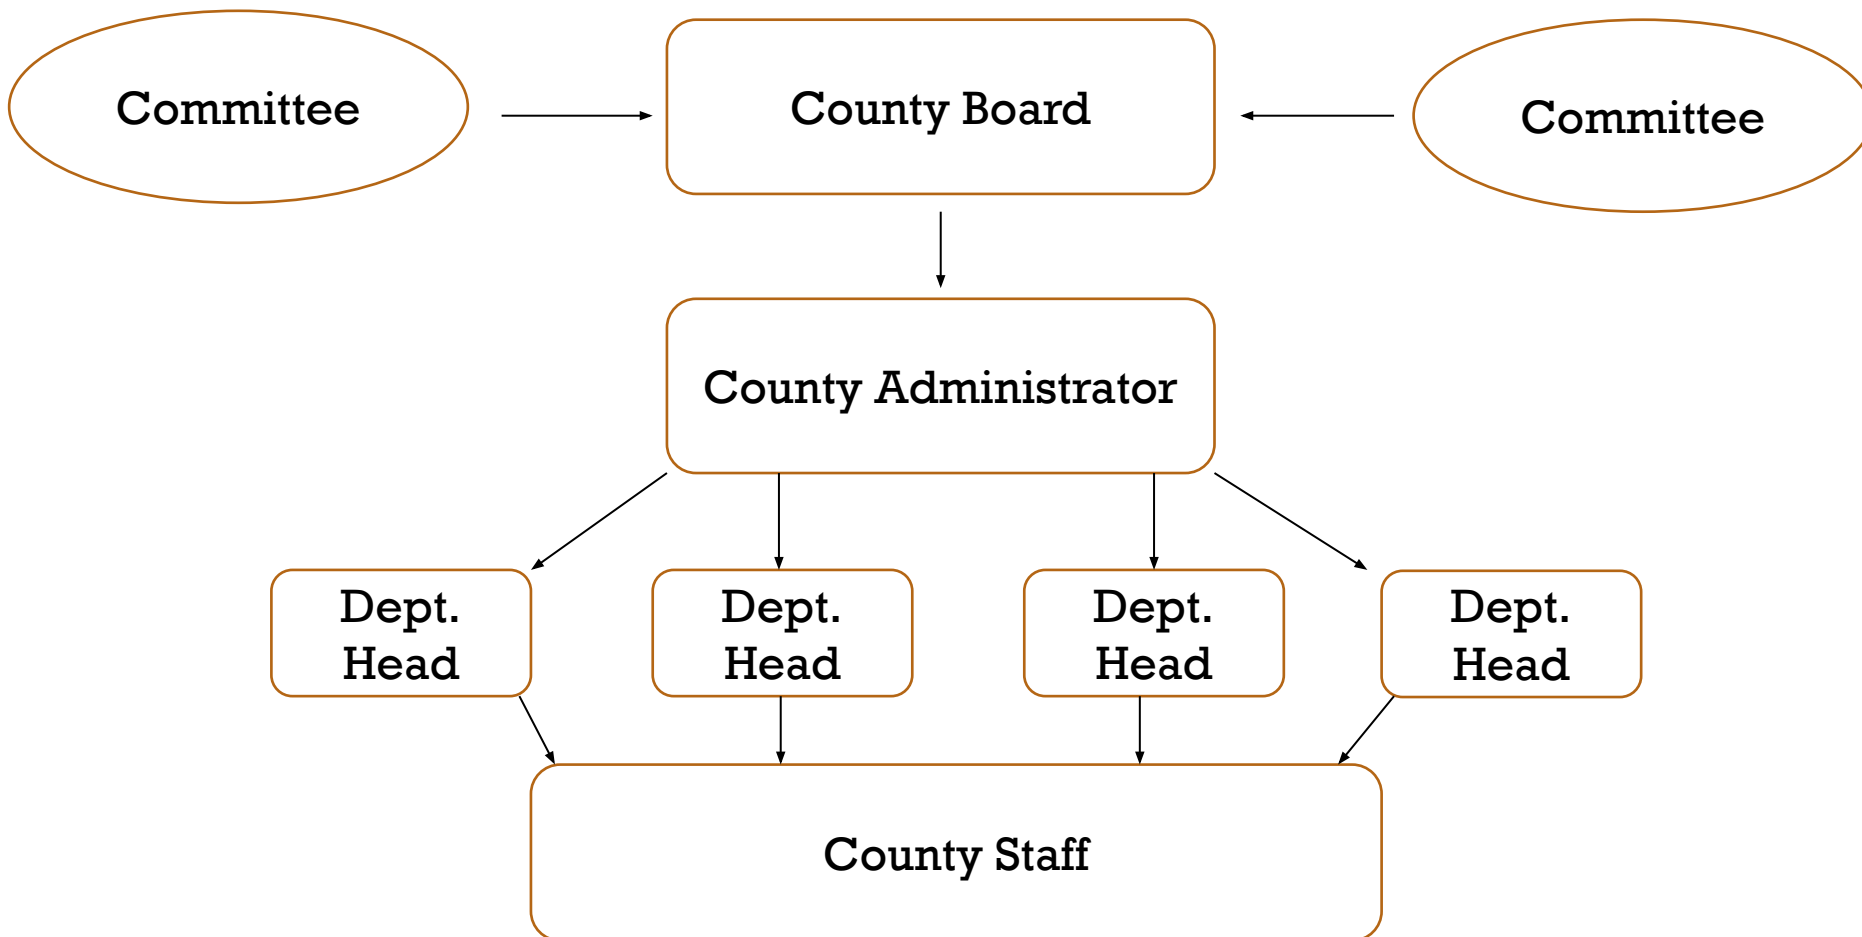 Committee
County Board
Committee
County Administrator
Dept.
Head
Dept.
Head
Dept.
Head
Dept.
Head
County Staff